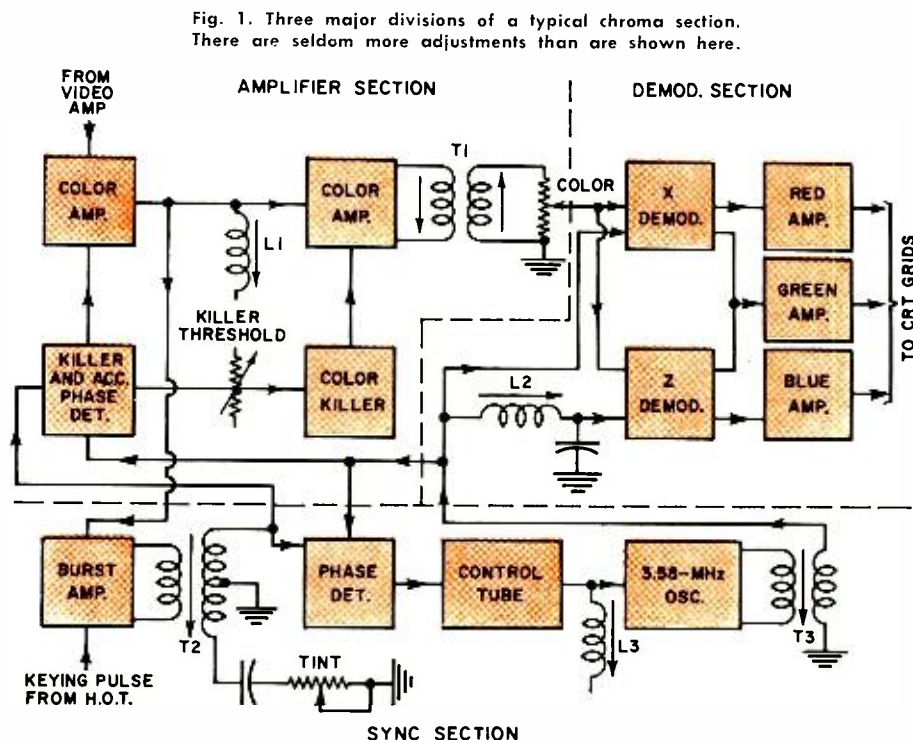 Fig. 1. Three major divisions of a typical chroma section.
There are seldom more adjustments than are shown here.
FROM
VIDEO
AMP
AMPLIFIER SECTION
DEMOD. SECTION
COLOR
AMP.
L1
COLOR
AMP.
T1
COLOR
X
DEMOD.
RED
AMP.
GREEN
AMP.
TO CRT GRIDS
KILLER
THRESHOLD
KILLER
AND ACC.
PHASE
DET.
COLOR
KILLER
L2
Z
DEMOD.
BLUE
AMP.
BURST
AMP.
T2
PHASE
DET.
CONTROL
TUBE
L3
3.58-MHz
OSC.
T3
KEYING PULSE
FROM H.O.T.
TINT
SYNC SECTION